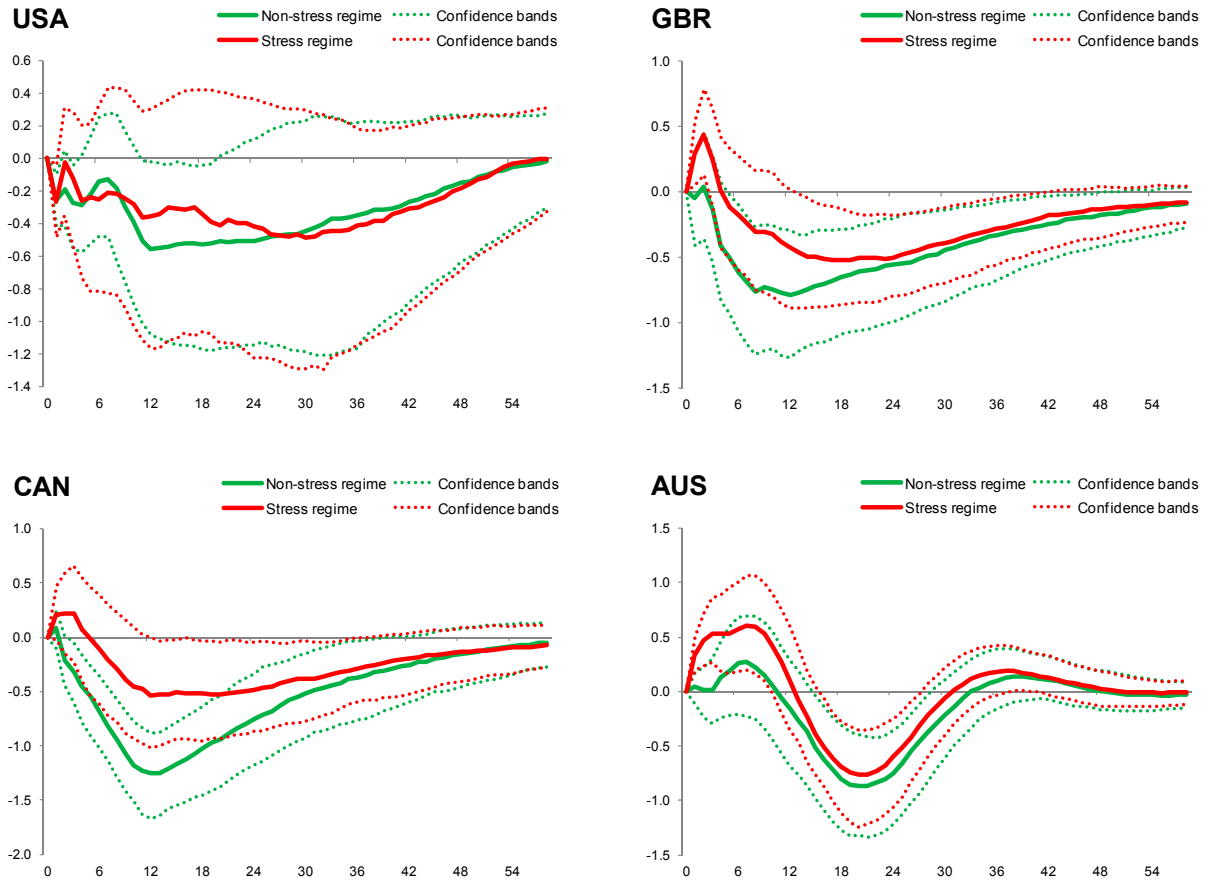 USA
Non-stress regime Confidence bands
Stress regime Confidence bands
0.6
0.4
0.2
0.0
-0.2
-0.4
-0.6
-0.8
-1.0
-1.2
-1.4
0 6 12 18 24 30 36 42 48 54
GBR
Non-stress regime Confidence bands
Stress regime Confidence bands
1.0
0.5
0.0
-0.5
-1.0
-1.5
0 6 12 18 24 30 36 42 48 54
CAN
Non-stress regime Confidence bands
Stress regime Confidence bands
1.0
0.5
0.0
-0.5
-1.0
-1.5
-2.0
0 6 12 18 24 30 36 42 48 54
AUS
Non-stress regime Confidence bands
Stress regime Confidence bands
1.5
1.0
0.5
0.0
-0.5
-1.0
-1.5
0 6 12 18 24 30 36 42 48 54